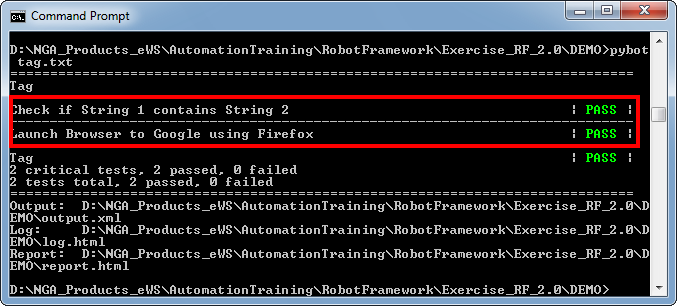 Command Prompt
D:\NGA_Products_eWS\AutomationTraining\RobotFramework\Exercise_RF_2.0\DEMO>pybot
tag.txt
==============================================================================
Tag
==============================================================================
Check if String 1 contains String 2 | PASS |
------------------------------------------------------------------------------
Launch Browser to Google using Firefox | PASS |
------------------------------------------------------------------------------
Tag | PASS |
2 critical tests, 2 passed, 0 failed
2 tests total, 2 passed, 0 failed
==============================================================================
Output: D:\NGA_Products_eWS\AutomationTraining\RobotFramework\Exercise_RF_2.0\D
EMO\output.xml
Log: D:\NGA_Products_eWS\AutomationTraining\RobotFramework\Exercise_RF_2.0\D
EMO\log.html
Report: D:\NGA_Products_eWS\AutomationTraining\RobotFramework\Exercise_RF_2.0\D
EMO\report.html
D:\NGA_Products_eWS\AutomationTraining\RobotFramework\Exercise_RF_2.0\DEMO>